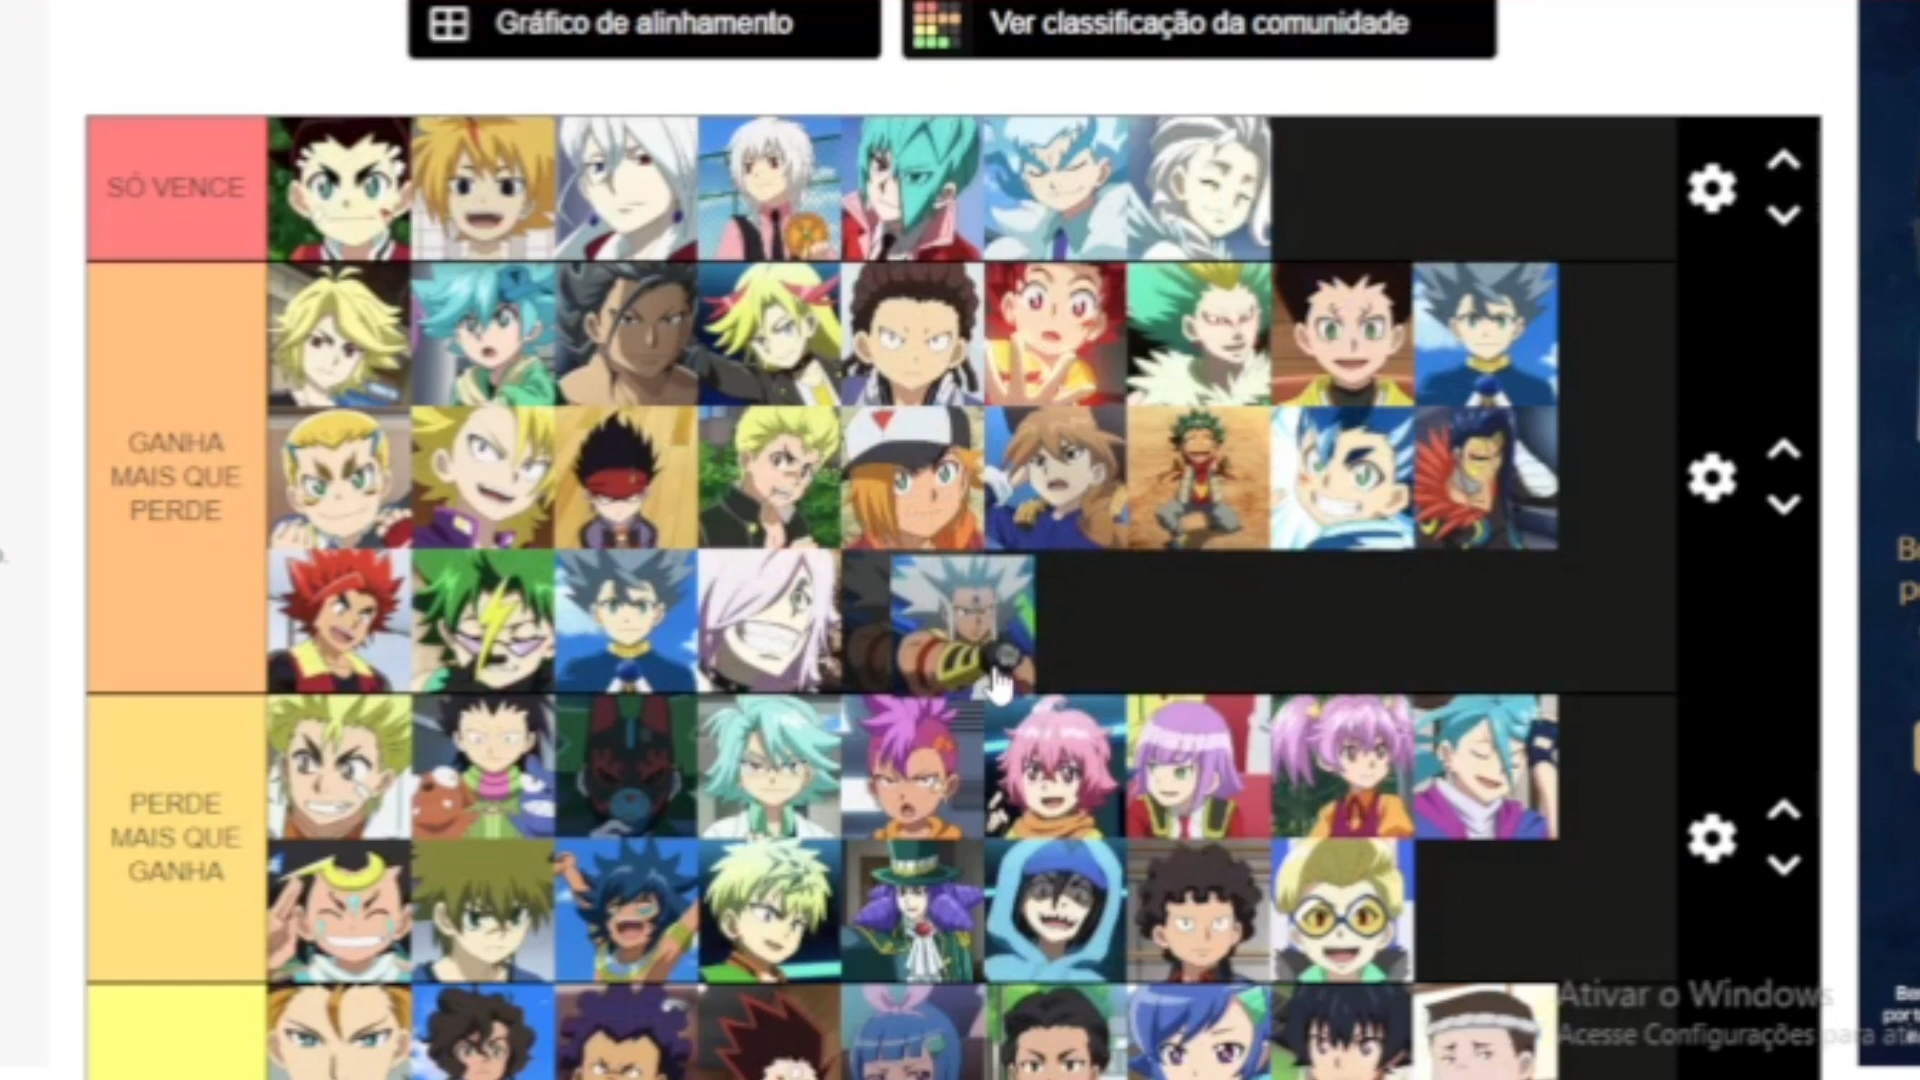 Gráfico de alinhamento
Ver classificação da comunidade
SÓ VENCE
GANHA
MAIS QUE
PERDE
PERDE
MAIS QUE
GANHA
Ativar o Windows
Acesse Configurações para